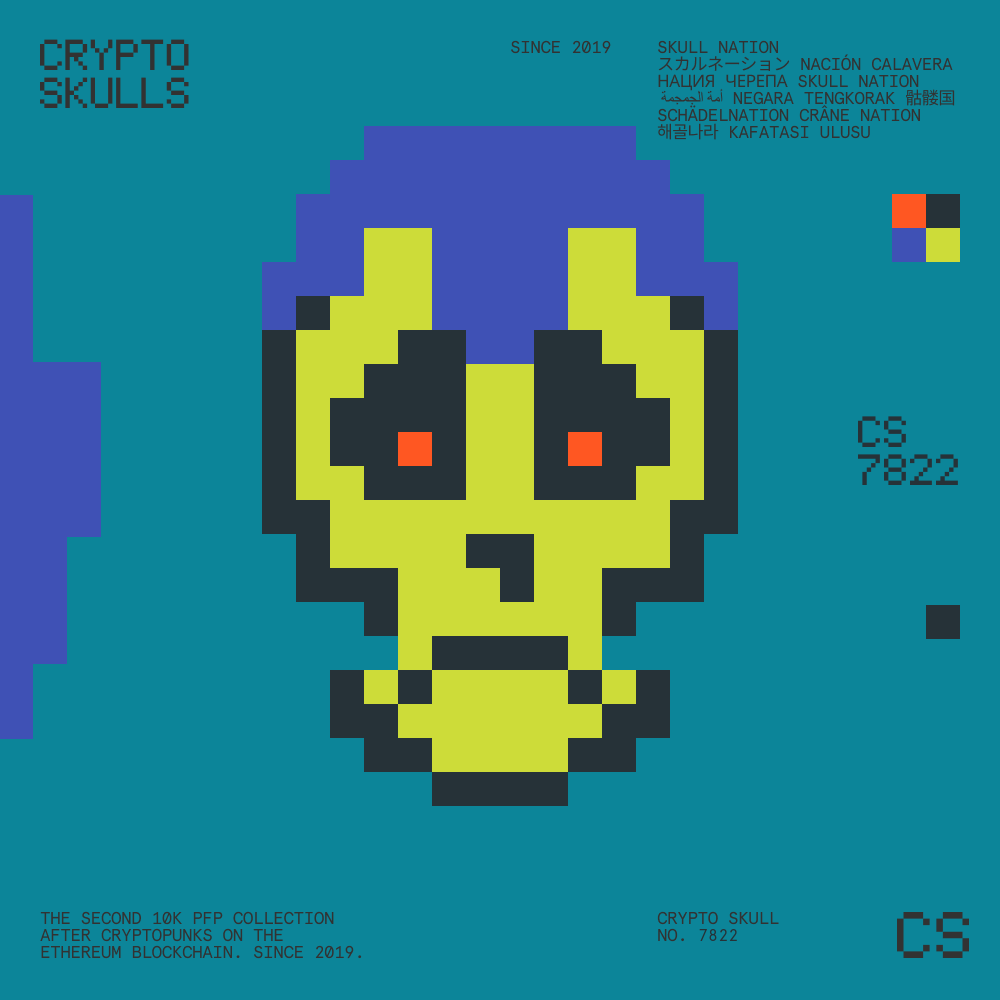 CRYPTO
SKULLS
SINCE 2019
SKULL NATION
スカルネーション NACIÓN CALAVERA
НАЦИЯ ЧЕРЕПА SKULL NATION
أمة الجمجمة NEGARA TENGKORAK 骷髅国
SCHÄDELNATION CRÂNE NATION
해골나라 KAFATASI ULUSU
CS
7822
THE SECOND 10K PFP COLLECTION
AFTER CRYPTOPUNKS ON THE
ETHEREUM BLOCKCHAIN. SINCE 2019.
CRYPTO SKULL
NO. 7822
CS